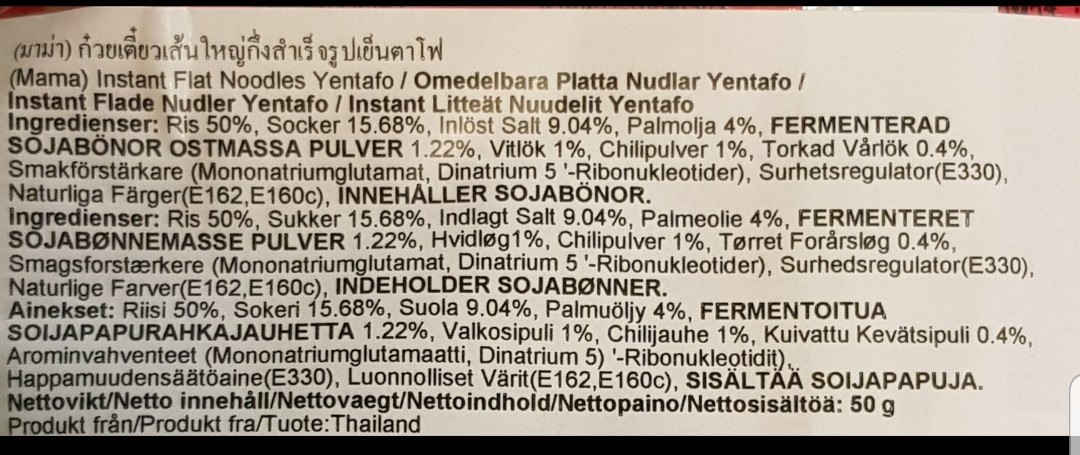 (มาม่า) ก๋วยเตี๋ยวเส้นใหญ่กึ่งสำเร็จรูปเย็นตาโฟ
(Mama) Instant Flat Noodles Yentafo / Omedelbara Platta Nudlar Yentafo /
Instant Flade Nudler Yentafo / Instant Litteät Nuudelit Yentafo
Ingredienser: Ris 50%, Socker 15.68%, Inlöst Salt 9.04%, Palmolja 4%, FERMENTERAD
SOJABÖNOR OSTMASSA PULVER 1.22%, Vitlök 1%, Chilipulver 1%, Torkad Vårlök 0.4%,
Smakförstärkare (Mononatriumglutamat, Dinatrium 5 '-Ribonukleotider), Surhetsregulator(E330),
Naturliga Färger(E162,E160c), INNEHÅLLER SOJABÖNOR.
Ingredienser: Ris 50%, Sukker 15.68%, Indlagt Salt 9.04%, Palmeolie 4%, FERMENTERET
SOJABØNNEMASSE PULVER 1.22%, Hvidløg1%, Chilipulver 1%, Tørret Forårsløg 0.4%,
Smagsforstærkere (Mononatriumglutamat, Dinatrium 5 '-Ribonukleotider), Surhedsregulator(E330),
Naturlige Farver(E162,E160c), INDEHOLDER SOJABØNNER.
Ainekset: Riisi 50%, Sokeri 15.68%, Suola 9.04%, Palmuöljy 4%, FERMENTOITUA
SOIJAPAPURAHKAJAUHETTA 1.22%, Valkosipuli 1%, Chilijauhe 1%, Kuivattu Kevätsipuli 0.4%,
Arominvahventeet (Mononatriumglutamaatti, Dinatrium 5) '-Ribonukleotidit),
Happamuudensäätöaine(E330), Luonnolliset Värit(E162,E160c), SISÄLTÄÄ SOIJAPAPUJA.
Nettovikt/Netto innehåll/Nettovaegt/Nettoindhold/Nettopaino/Nettosisältöä: 50 g
Produkt från/Produkt fra/Tuote:Thailand